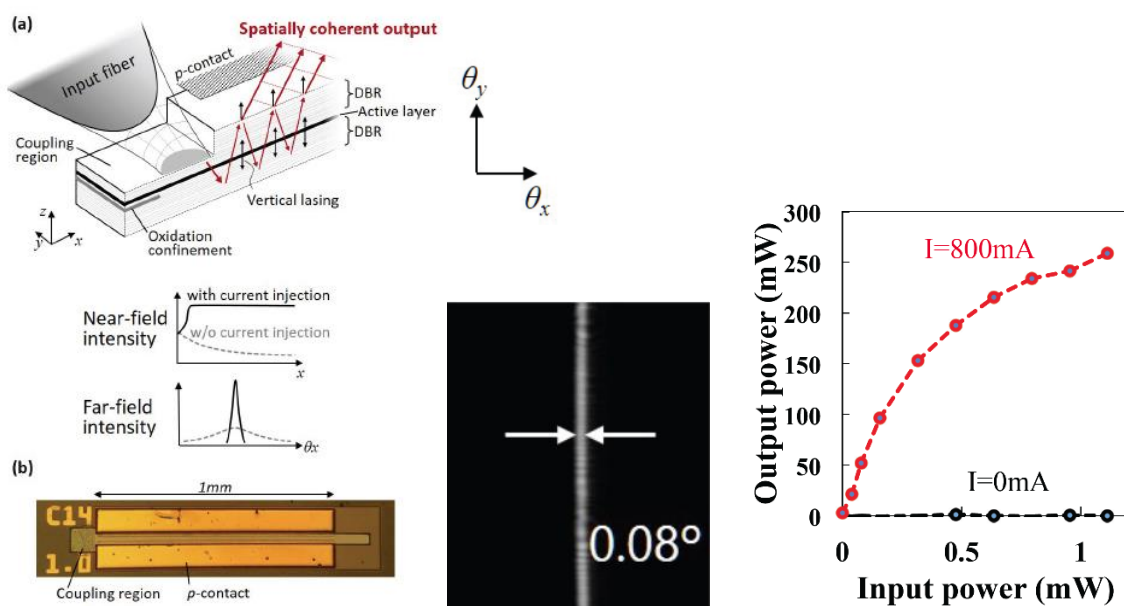 (a)
Spatially coherent output
Input fiber
p-contact
DBR
Active layer
DBR
Coupling
region
Vertical lasing
Oxidation
confinement
z
y
x
θy
θx
Near-field
intensity
with current injection
w/o current injection
x
Far-field
intensity
θx
(b)
1mm
C14
1.0
Coupling region
p-contact
0.08°
Output power (mW)
300
250
200
150
100
50
0
I=800mA
I=0mA
0
0.5
1
Input power (mW)